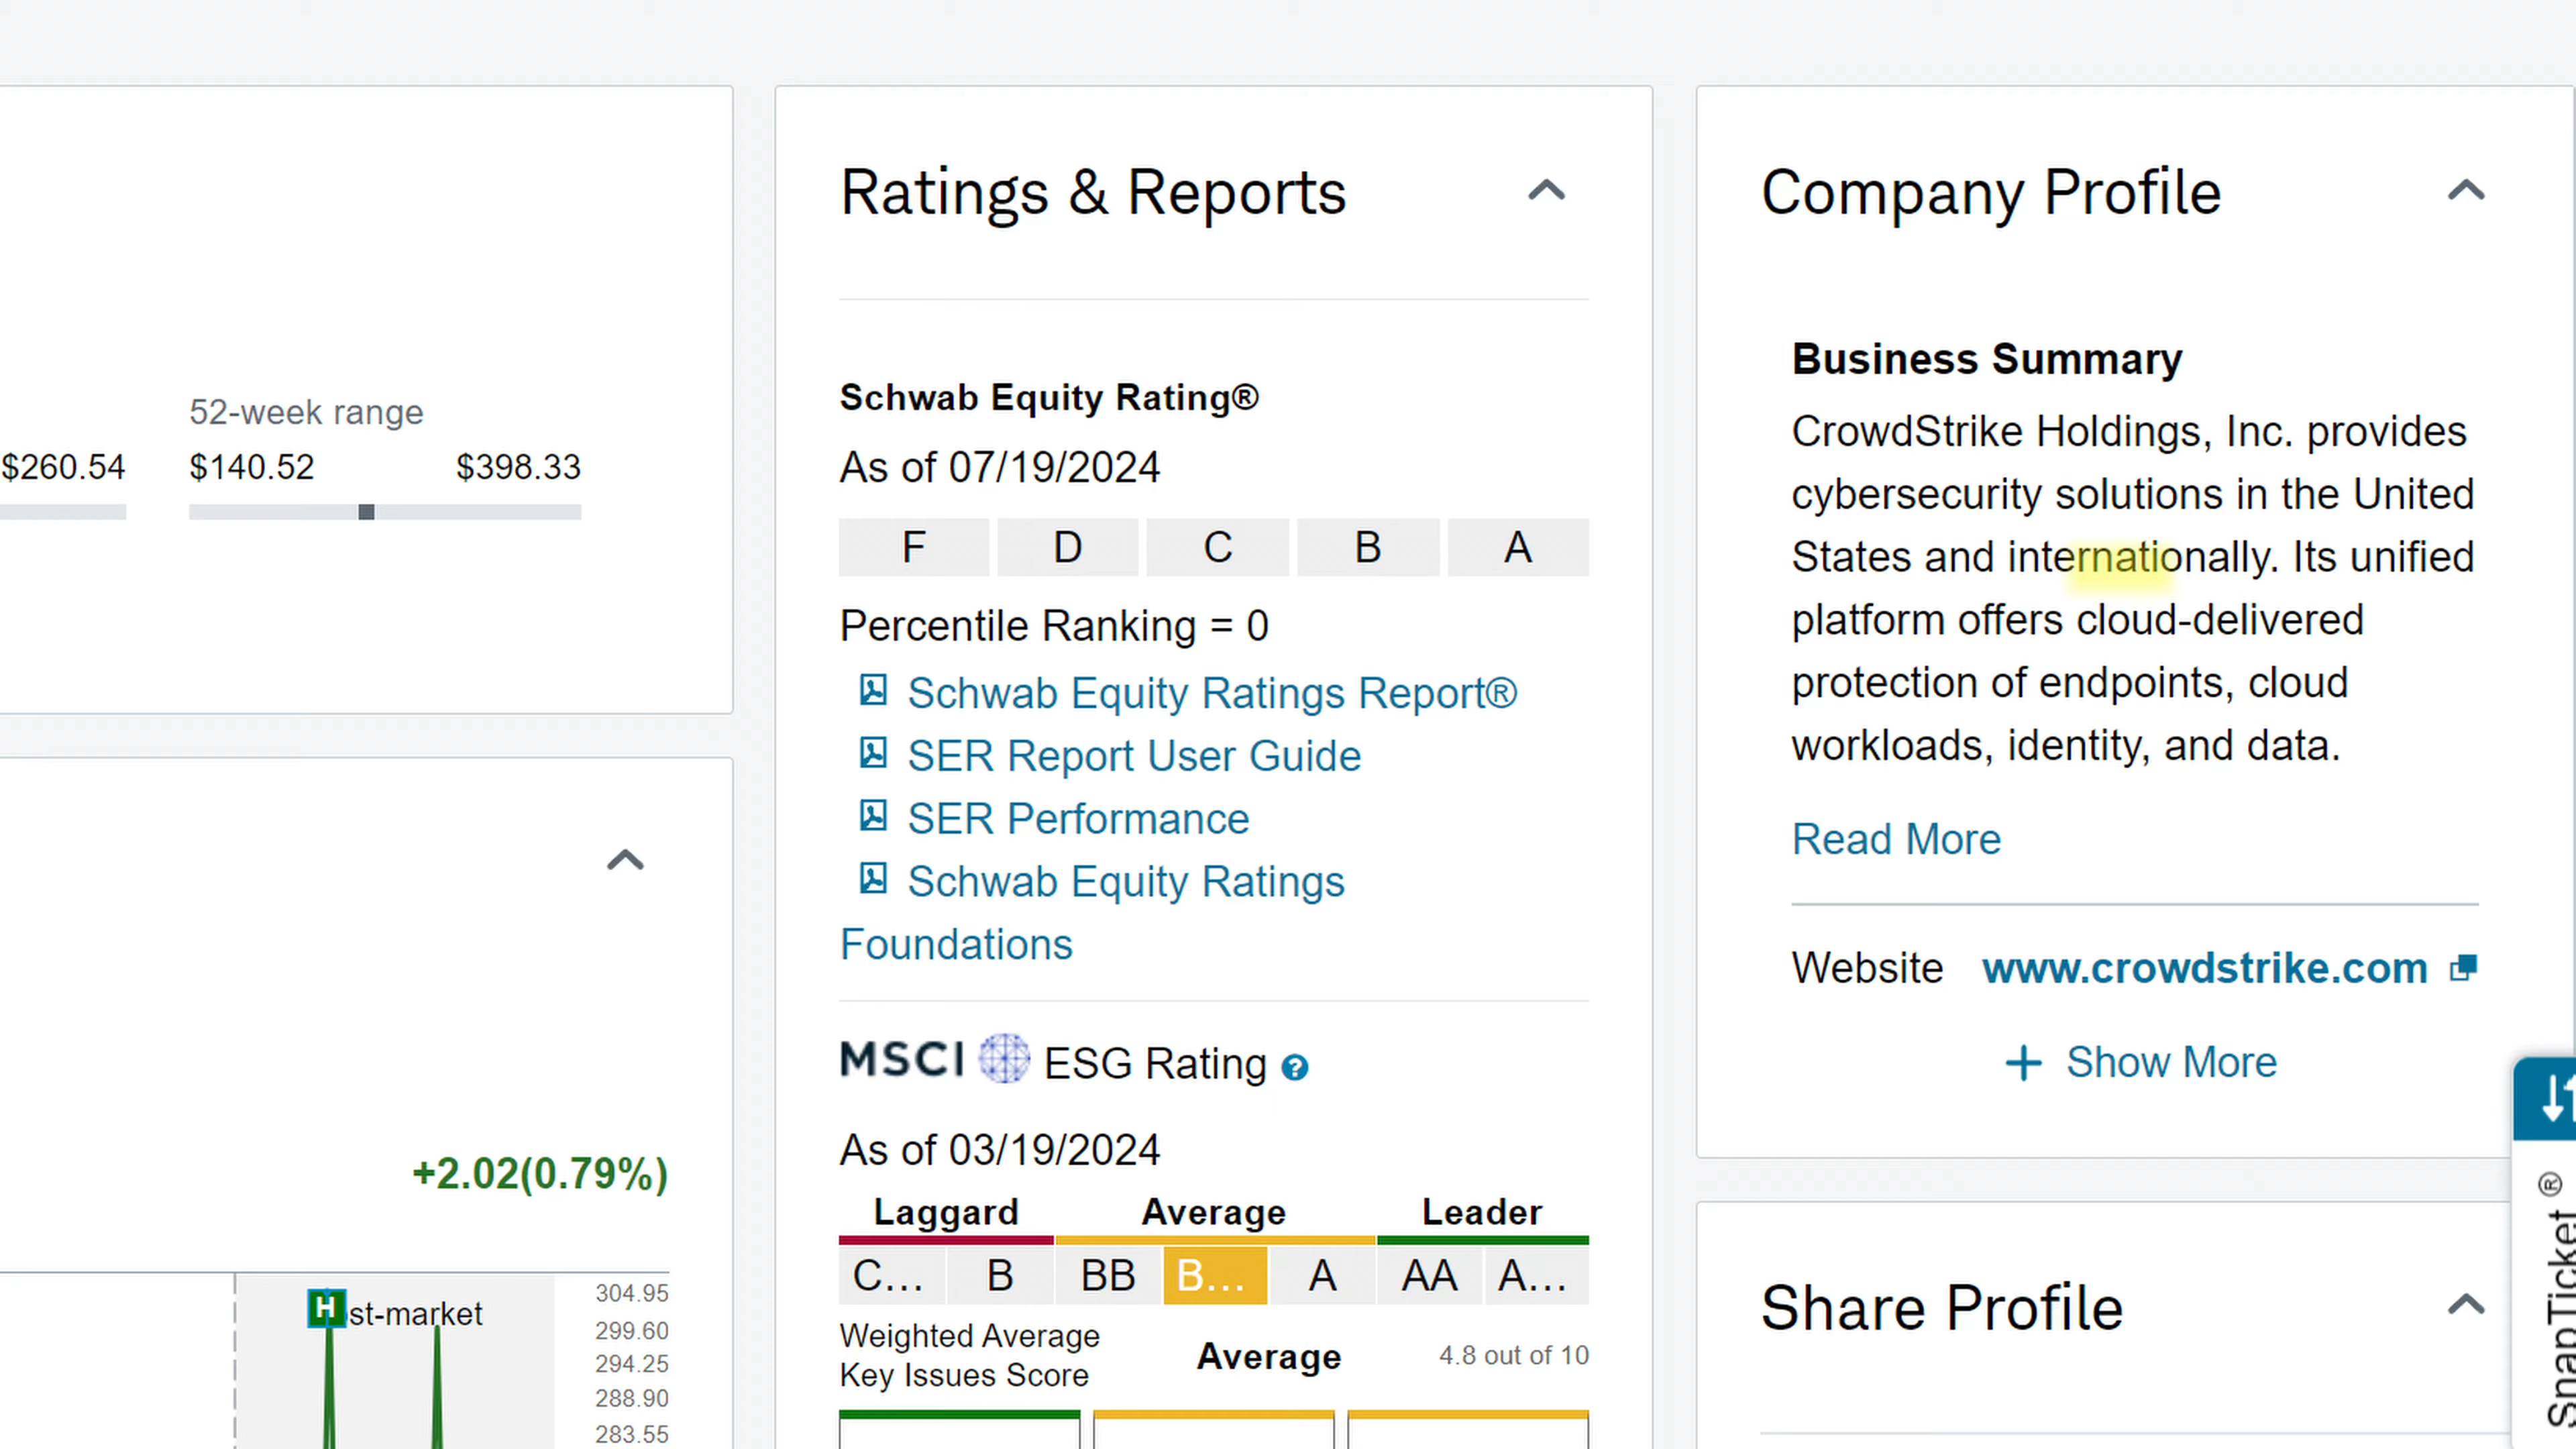 52-week range
$260.54
$140.52
$398.33
+2.02(0.79%)
H
st-market
304.95
299.60
294.25
288.90
283.55
Ratings & Reports
Schwab Equity Rating®
As of 07/19/2024
F D C B A
Percentile Ranking = 0
Schwab Equity Ratings Report®
SER Report User Guide
SER Performance
Schwab Equity Ratings
Foundations
MSCI ESG Rating ?
As of 03/19/2024
Laggard Average Leader
C... B BB B... A AA A...
Weighted Average
Key Issues Score
Average
4.8 out of 10
Company Profile
Business Summary
CrowdStrike Holdings, Inc. provides
cybersecurity solutions in the United
States and internationally. Its unified
platform offers cloud-delivered
protection of endpoints, cloud
workloads, identity, and data.
Read More
Website www.crowdstrike.com
+ Show More
Share Profile
SnapTicket®